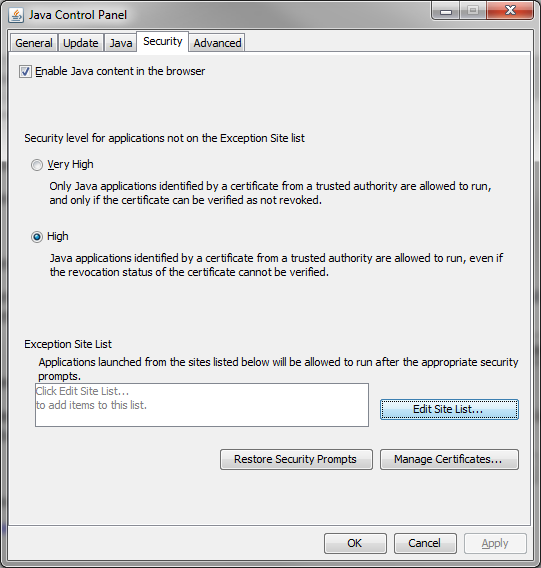 Java Control Panel
General Update Java Security Advanced
Enable Java content in the browser
Security level for applications not on the Exception Site list
Very High
Only Java applications identified by a certificate from a trusted authority are allowed to run,
and only if the certificate can be verified as not revoked.
High
Java applications identified by a certificate from a trusted authority are allowed to run, even if
the revocation status of the certificate cannot be verified.
Exception Site List
Applications launched from the sites listed below will be allowed to run after the appropriate security
prompts.
Click Edit Site List...
to add items to this list.
Edit Site List...
Restore Security Prompts Manage Certificates...
OK Cancel Apply